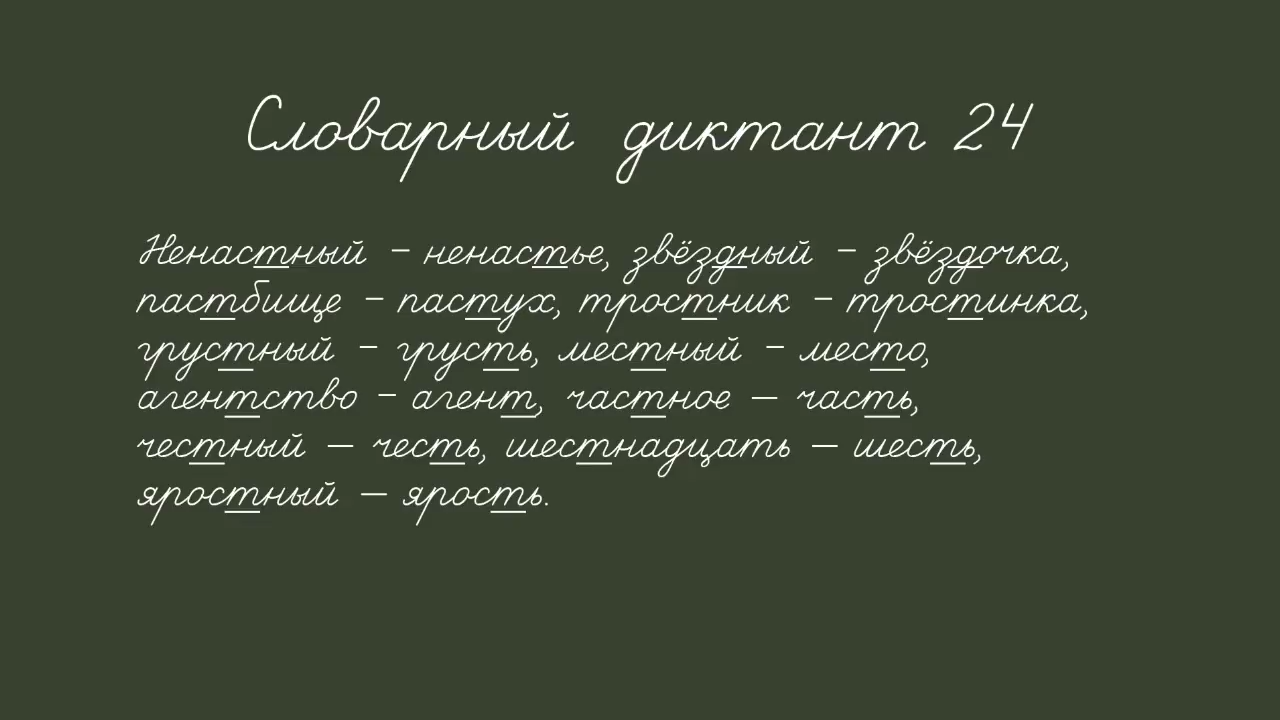 Словарный диктант 24
Ненастный – ненастье, звёздный – звёздочка,
пастбище – пастух, тростник – тростинка,
грустный – грусть, местный – место,
агентство – агент, частное — часть,
честный — честь, шестнадцать — шесть,
яростный — ярость.